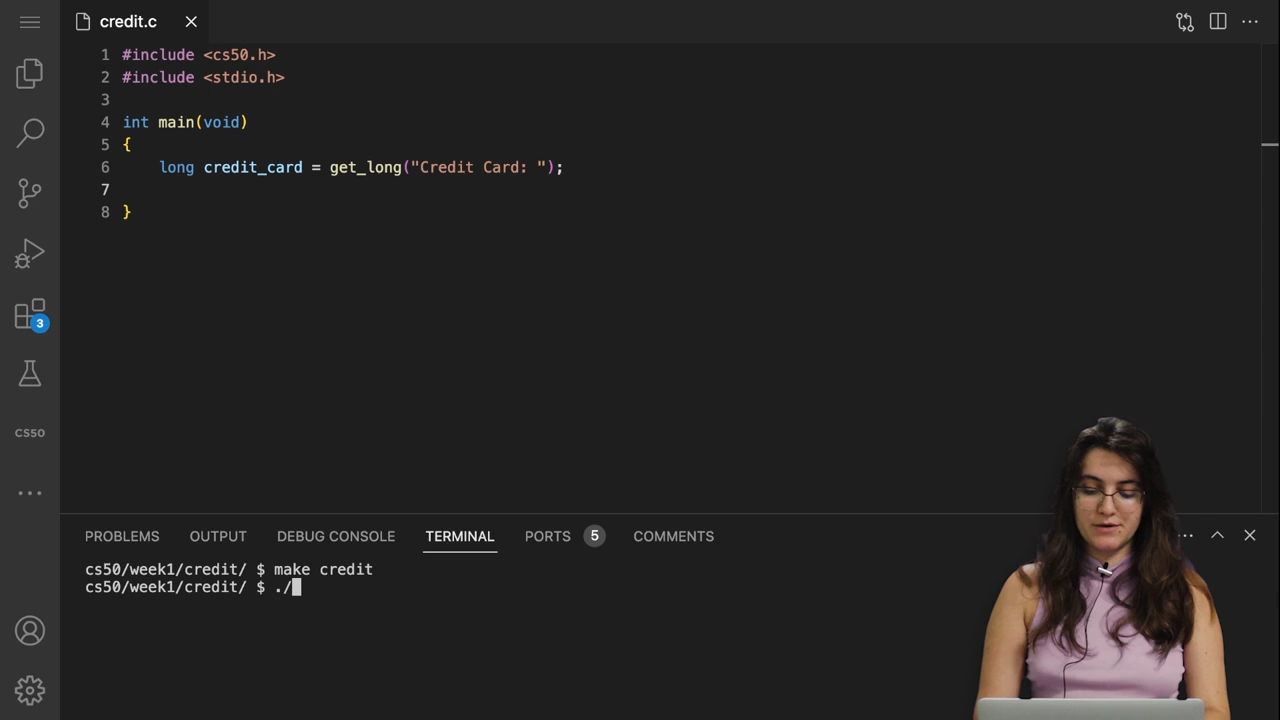 credit.c
1 #include <cs50.h>
2 #include <stdio.h>
3
4 int main(void)
5 {
6 long credit_card = get_long("Credit Card: ");
7
8 }
3
CS50
PROBLEMS OUTPUT DEBUG CONSOLE TERMINAL PORTS 5 COMMENTS
cs50/week1/credit/ $ make credit
cs50/week1/credit/ $ ./